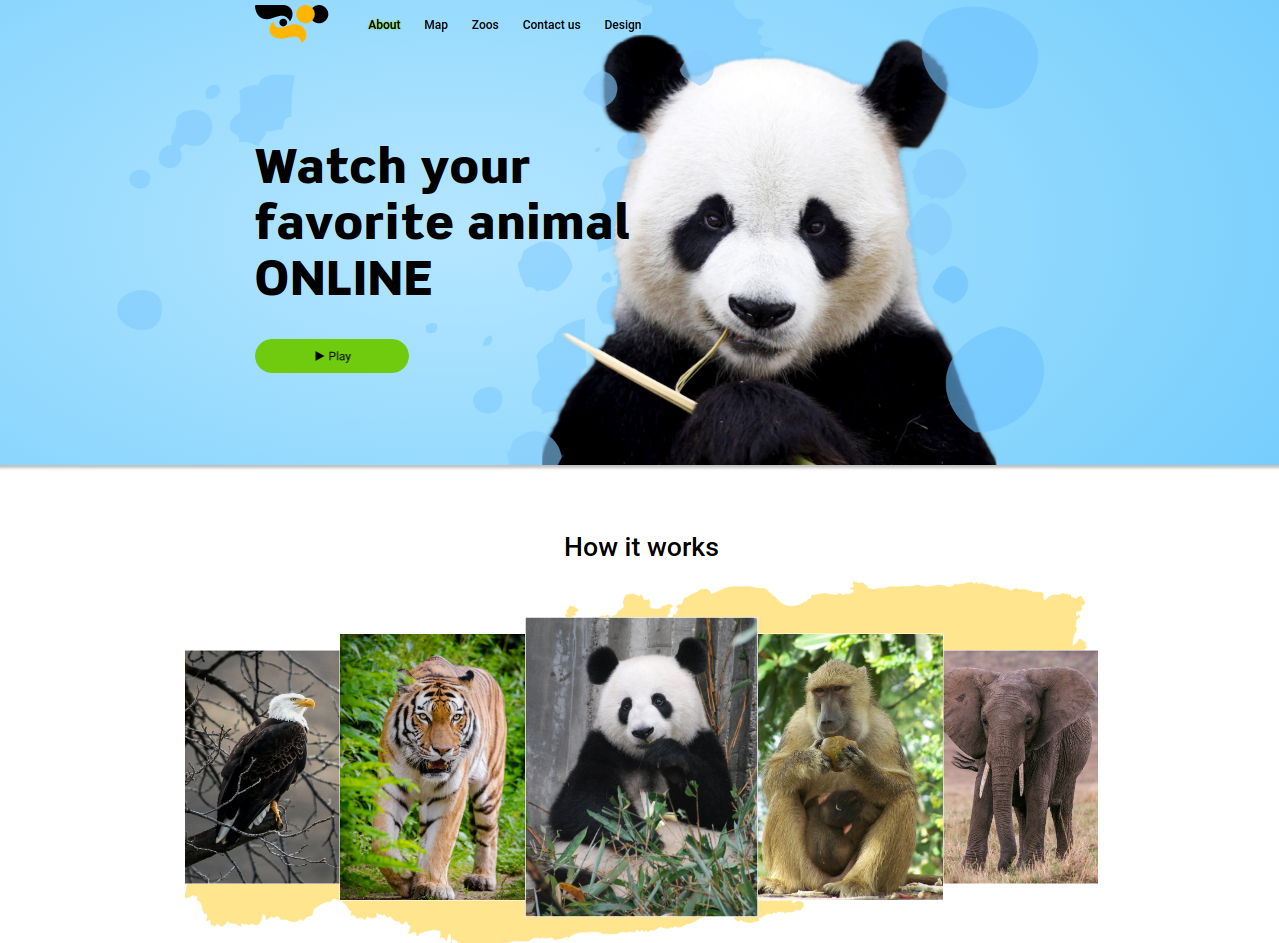 About Map Zoos Contact us Design
Watch your
favorite animal
ONLINE
▶ Play
How it works